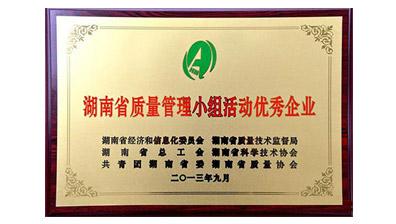 湖南省质量管理小组活动优秀企业
湖南省经济和信息化委员会 湖南省质量技术监督局
湖南省总工会 湖南省科学技术协会
共青团湖南省委 湖南省质量协会
二〇一三年九月